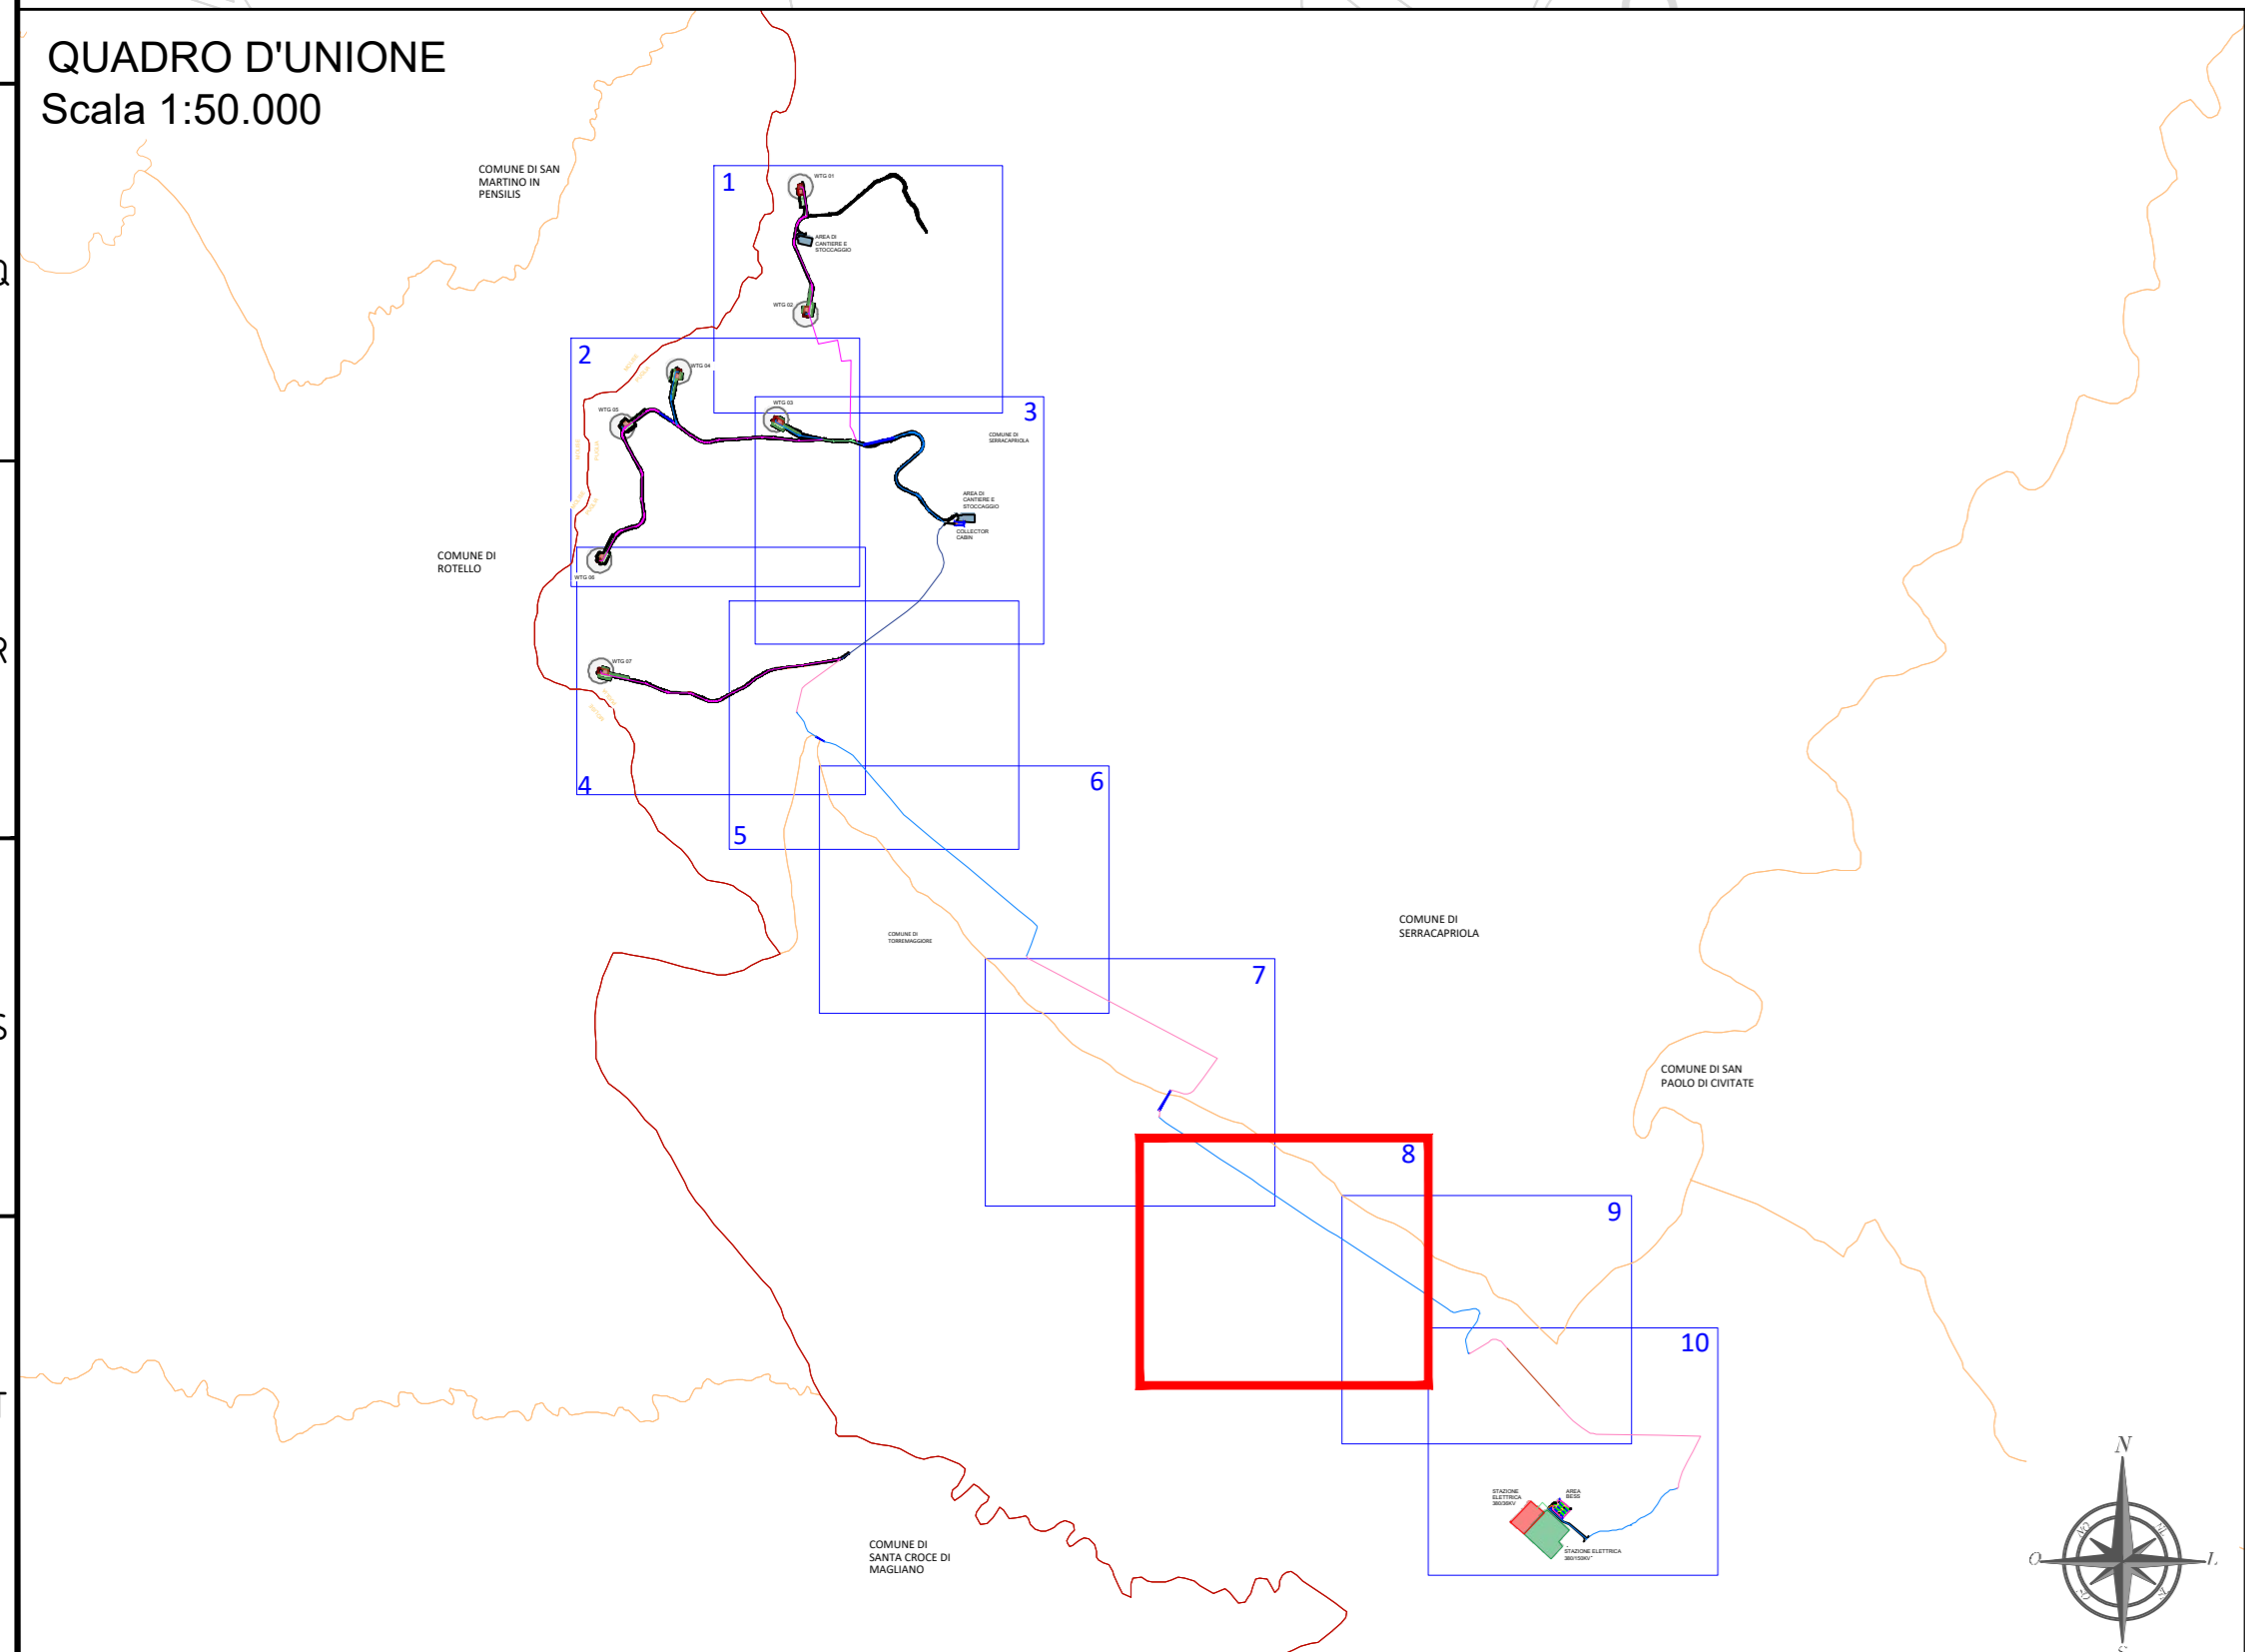 QUADRO D'UNIONE
Scala 1:50.000
COMUNE DI SAN
MARTINO IN
PENSILIS
1
WTG 01
AREA DI
CANTIERE E
STOCCAGGIO
WTG 02
Q
2
WTG 04
WTG 05
WTG 03
3
COMUNE DI
SERRACAPRIOLA
AREA DI
CANTIERE E
STOCCAGGIO
COLLECTOR
CABIN
COMUNE DI
ROTELLO
WTG 06
R
WTG 07
4
5
6
COMUNE DI
TORREMAGGIORE
COMUNE DI
SERRACAPRIOLA
7
S
COMUNE DI SAN
PAOLO DI CIVITATE
8
9
10
T
STAZIONE
ELETTRICA
380/36KV
AREA
BESS
STAZIONE ELETTRICA
380/150KV"
COMUNE DI
SANTA CROCE DI
MAGLIANO
N
O
L
S